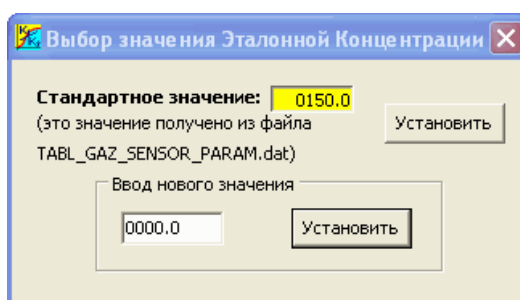 Выбор значения Эталонной Концентрации
Стандартное значение: 0150.0
(это значение получено из файла Установить
TABL_GAZ_SENSOR_PARAM.dat)
Ввод нового значения
0000.0 Установить